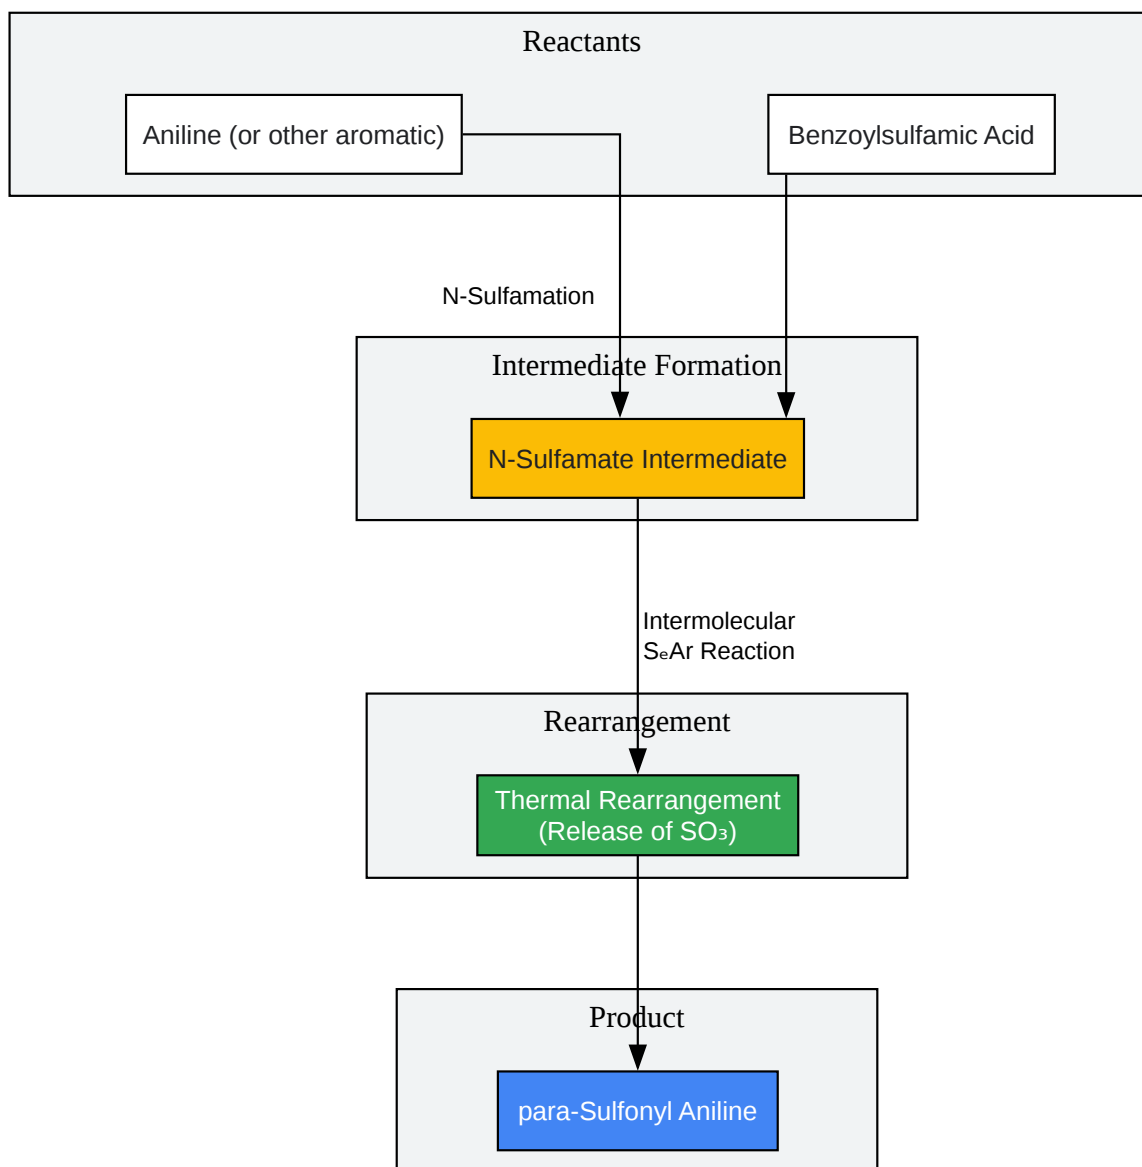 Reactants
Aniline (or other aromatic)
Benzoylsulfamic Acid
N-Sulfamation
Intermediate Formation
N-Sulfamate Intermediate
Intermolecular
SₑAr Reaction
Rearrangement
Thermal Rearrangement
(Release of SO₃)
Product
para-Sulfonyl Aniline